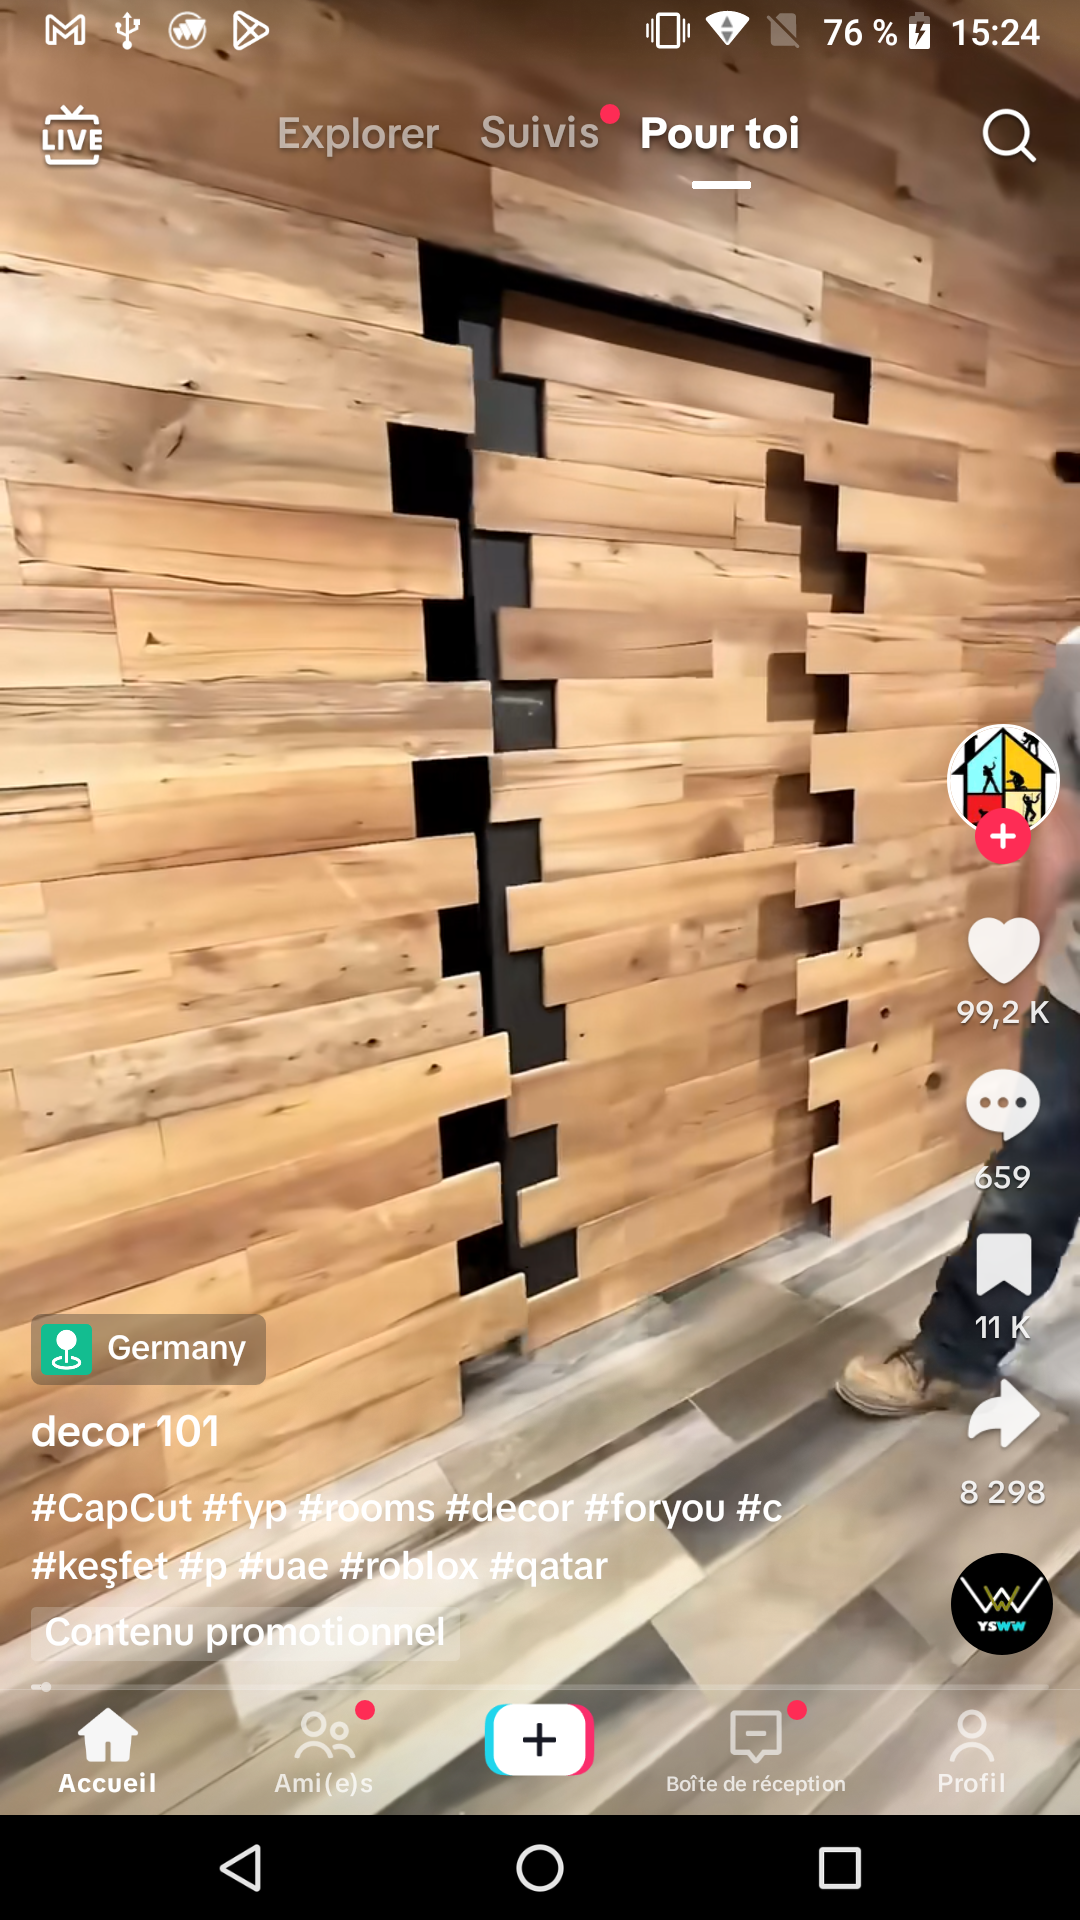 76 % 15:24
LIVE Explorer Suivis Pour toi
99,2 K
659
11 K
8 298
Germany
decor 101
#CapCut #fyp #rooms #decor #foryou #c
#keşfet #p #uae #roblox #qatar
Contenu promotionnel
YSWW
Accueil Ami(e)s Boîte de réception Profil